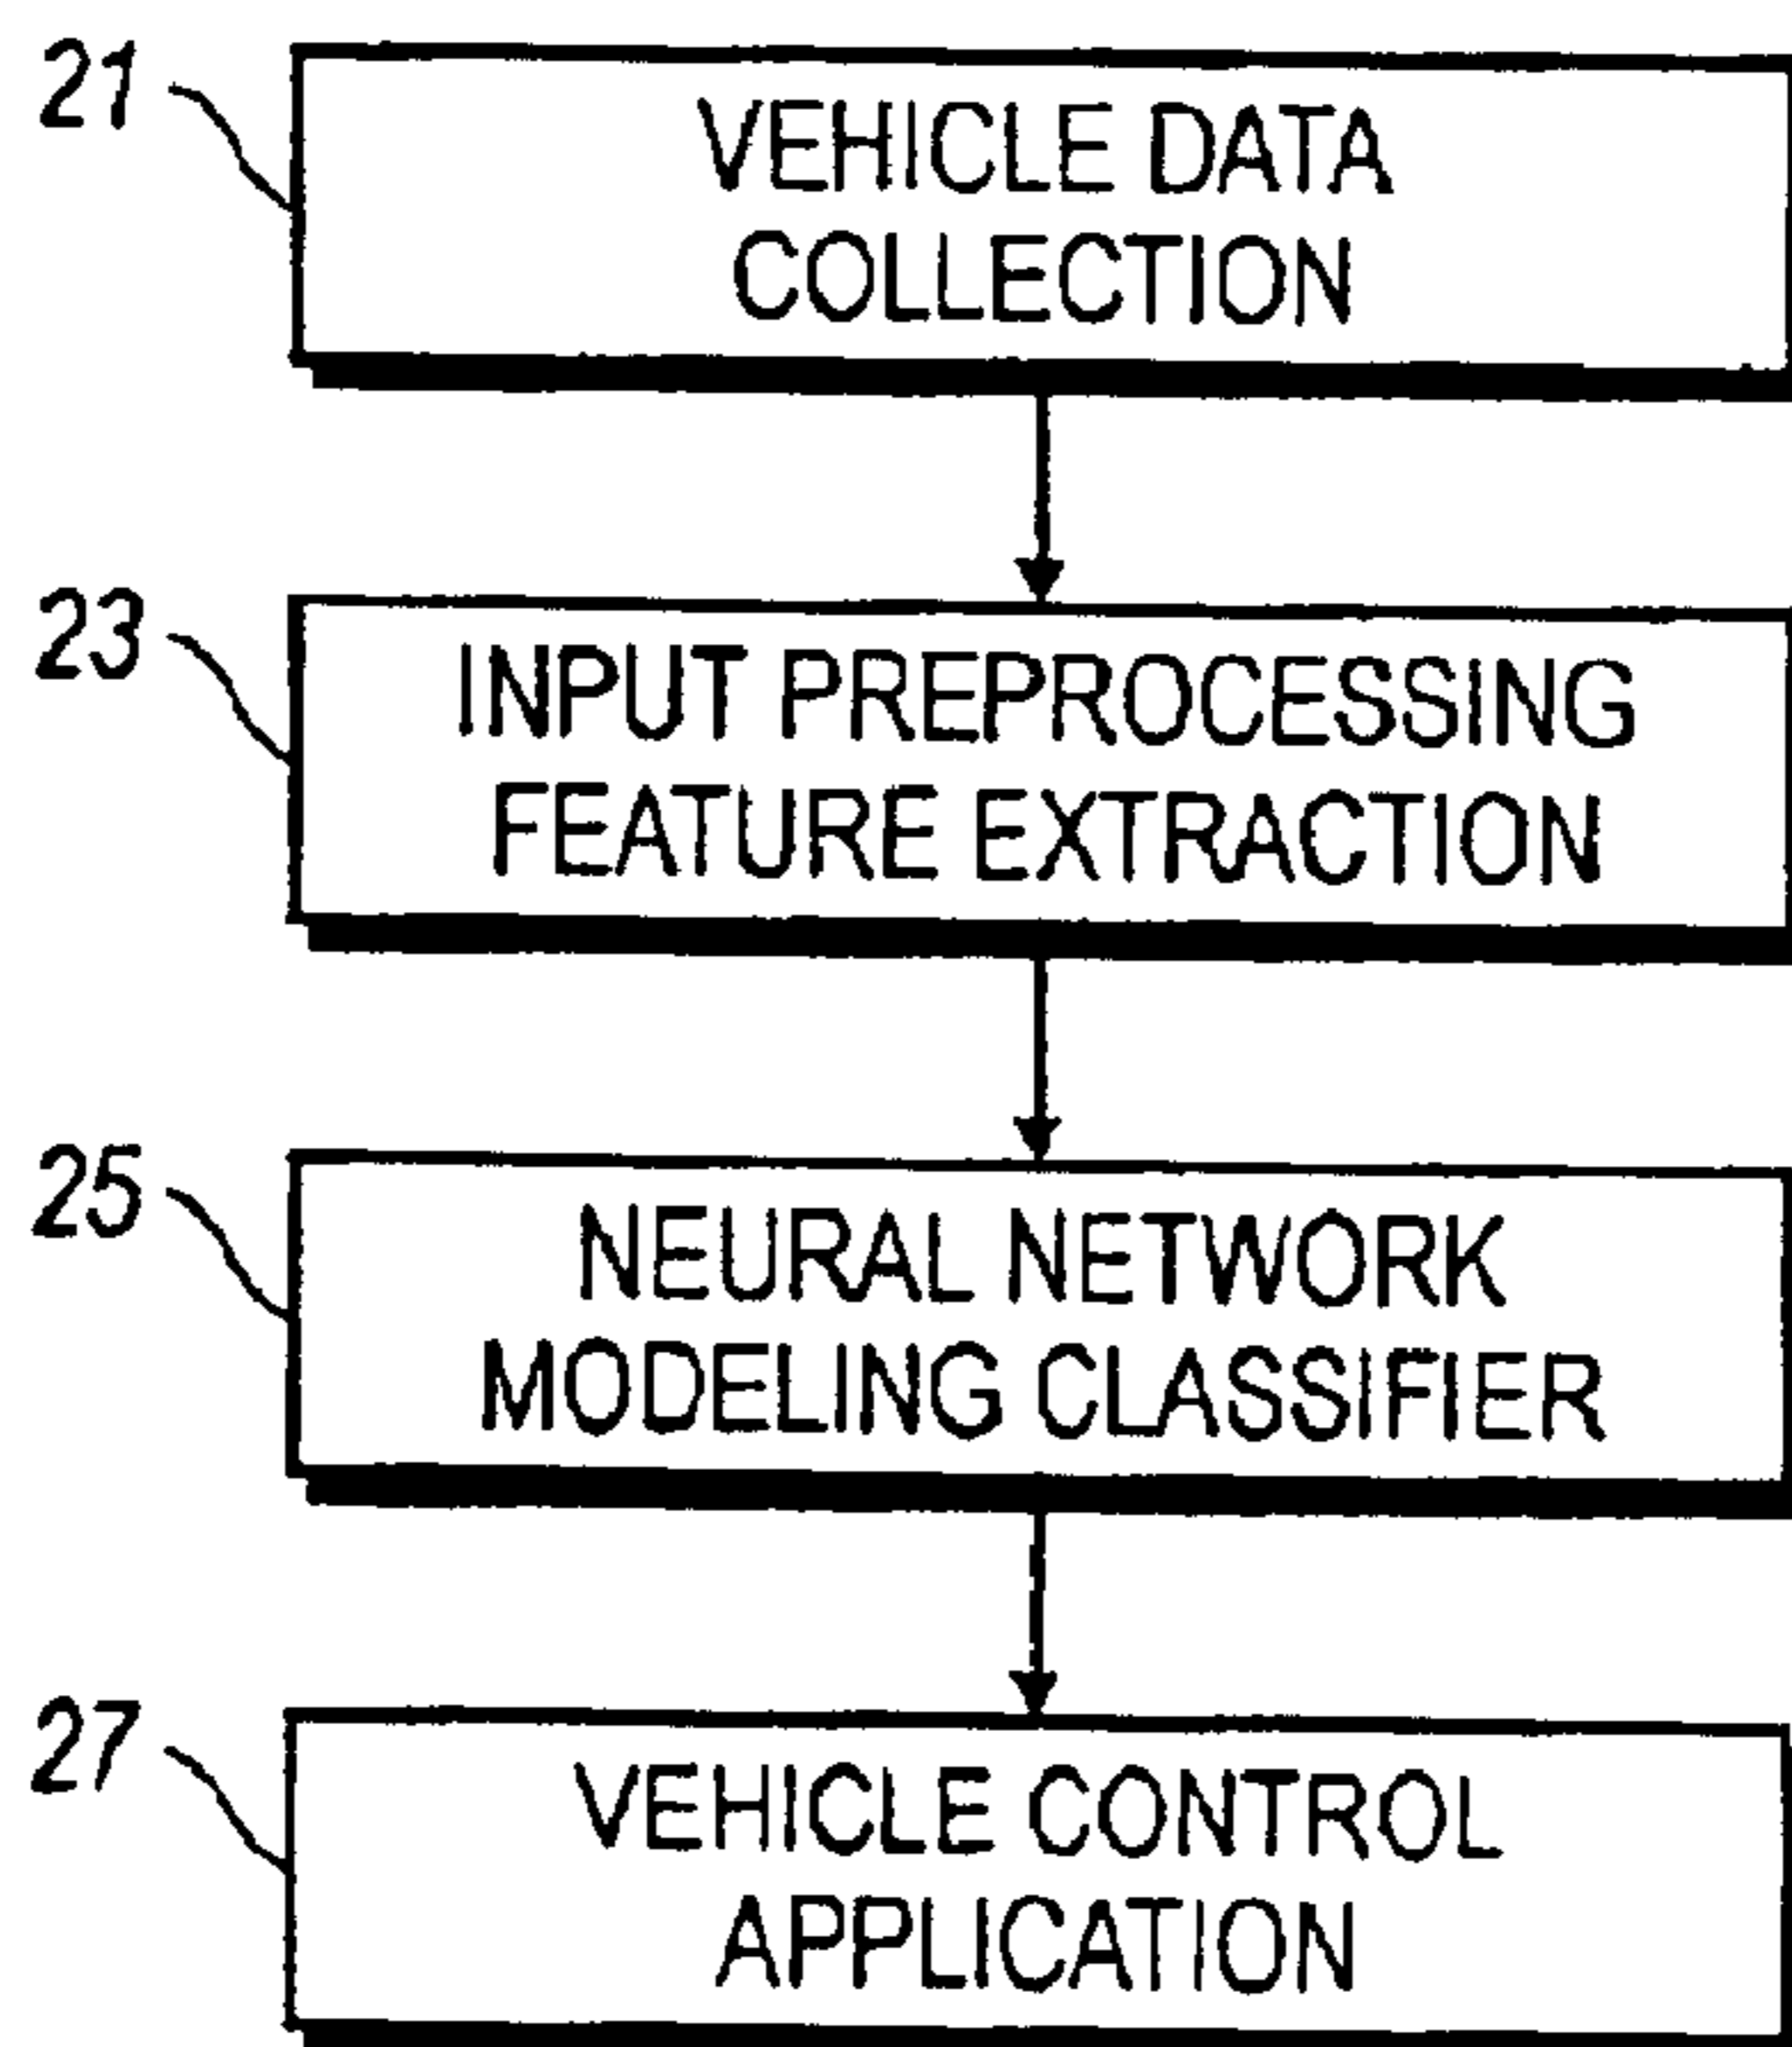 21
VEHICLE DATA
COLLECTION
23
INPUT PREPROCESSING
FEATURE EXTRACTION
25
NEURAL NETWORK
MODELING CLASSIFIER
27
VEHICLE CONTROL
APPLICATION